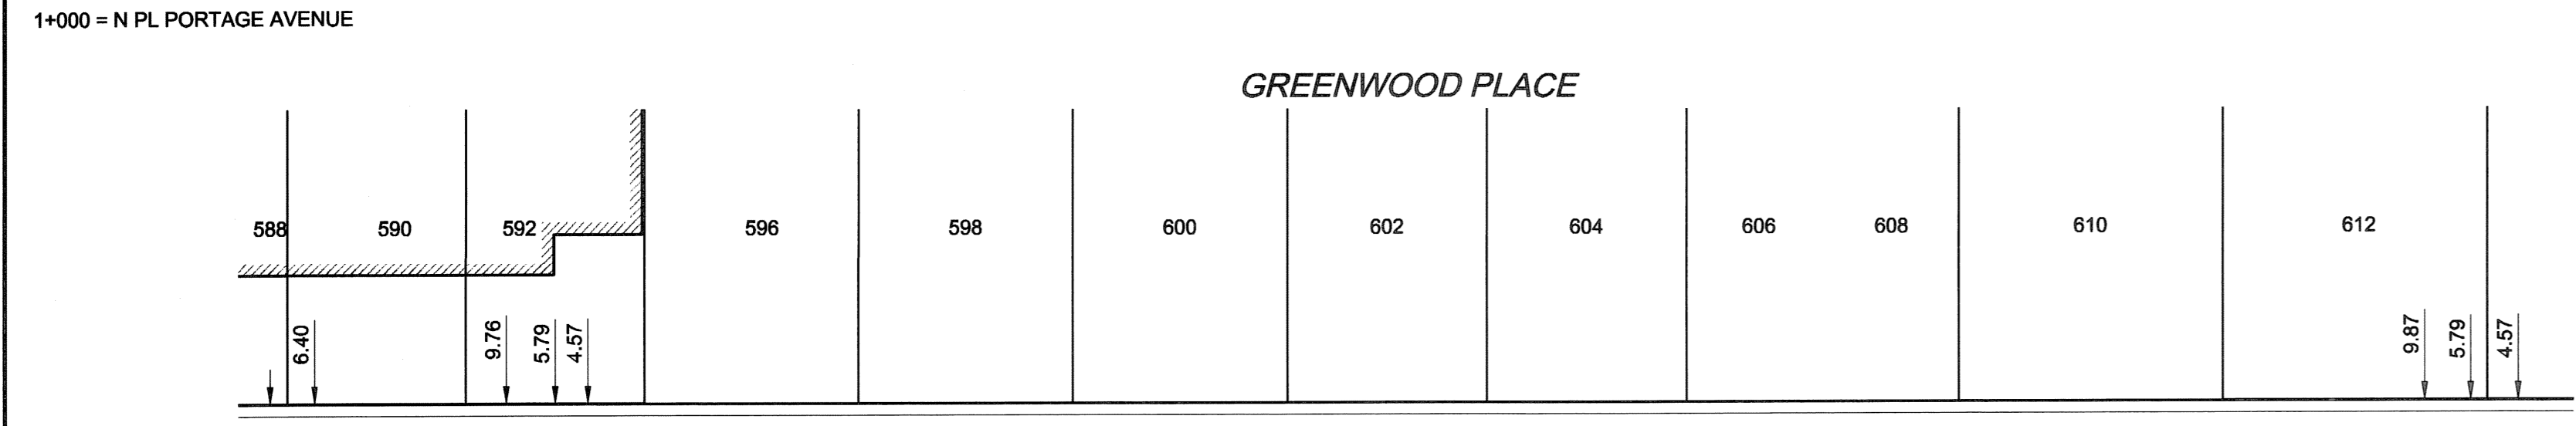 1+000 = N PL PORTAGE AVENUE
GREENWOOD PLACE
588 590 592 596 598 600 602 604 606 608 610 612
6.40 9.76 5.79 4.57 9.87 5.79 4.57